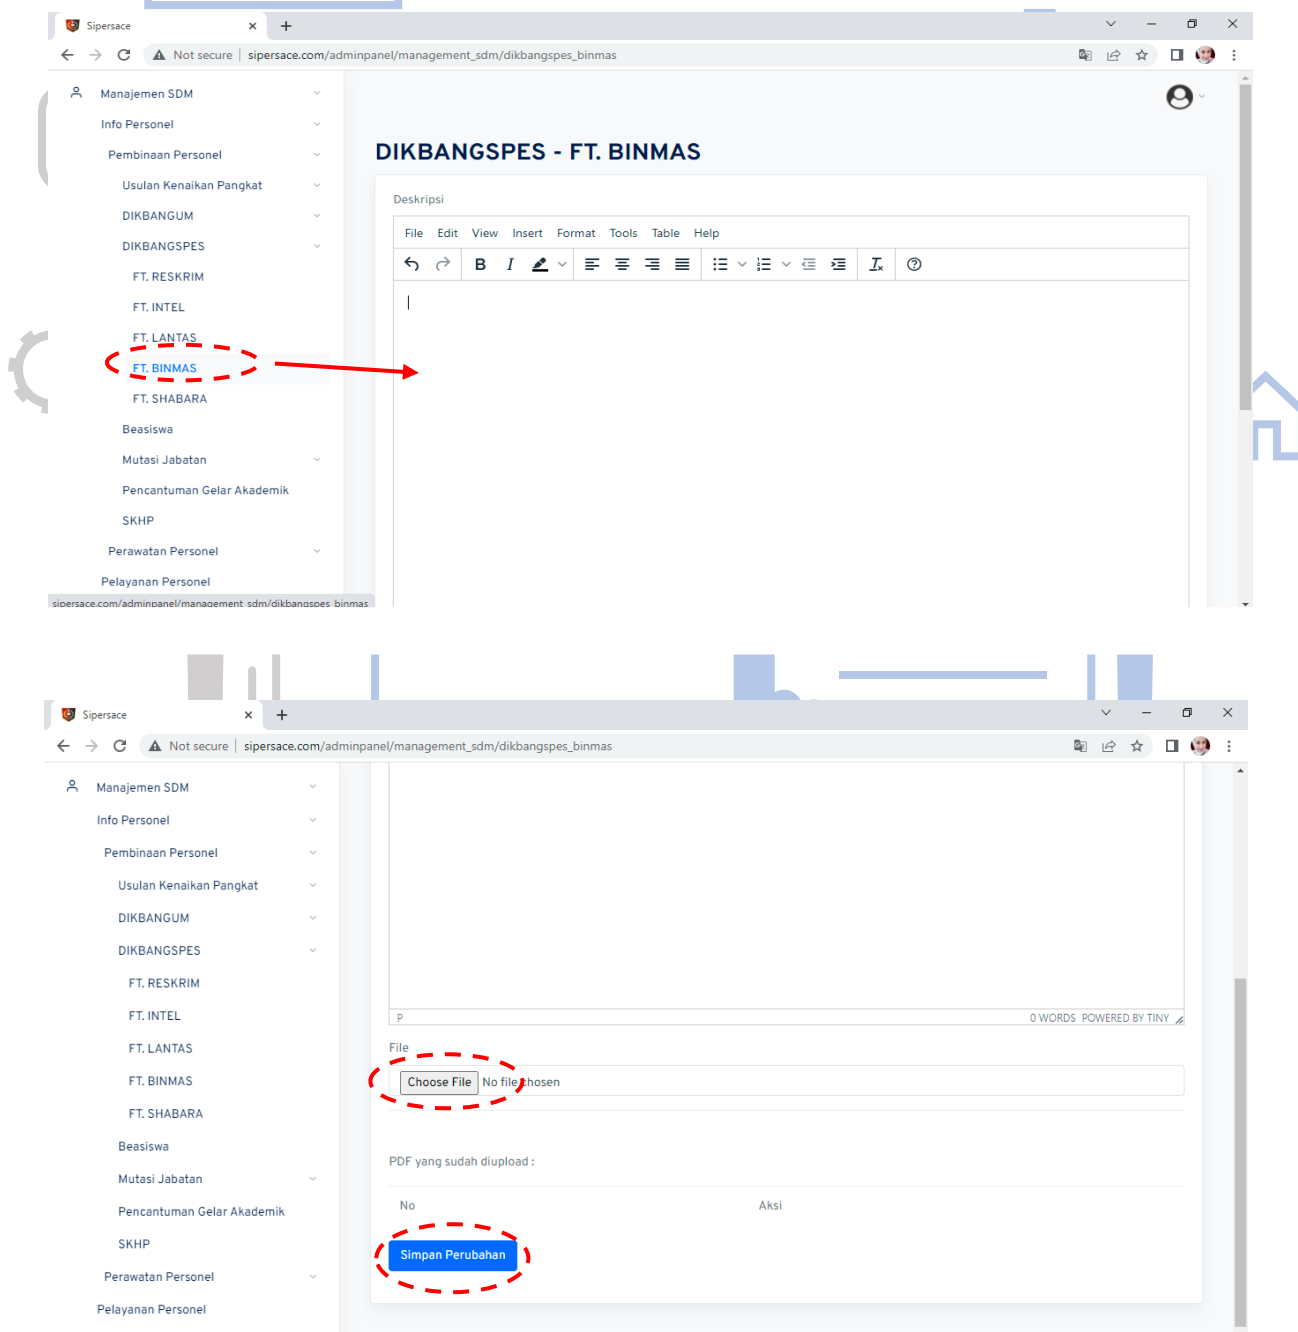 Sipersace
Not secure | sipersace.com/adminpanel/management_sdm/dikbangspes_binmas
Manajemen SDM
Info Personel
Pembinaan Personel
Usulan Kenaikan Pangkat
DIKBANGUM
DIKBANGSPES
FT. RESKRIM
FT. INTEL
FT. LANTAS
FT. BINMAS
FT. SHABARA
Beasiswa
Mutasi Jabatan
Pencantuman Gelar Akademik
SKHP
Perawatan Personel
Pelayanan Personel
sipersace.com/adminpanel/management_sdm/dikbangspes_binmas
DIKBANGSPES - FT. BINMAS
Deskripsi
File Edit View Insert Format Tools Table Help
Sipersace
Not secure | sipersace.com/adminpanel/management_sdm/dikbangspes_binmas
Manajemen SDM
Info Personel
Pembinaan Personel
Usulan Kenaikan Pangkat
DIKBANGUM
DIKBANGSPES
FT. RESKRIM
FT. INTEL
FT. LANTAS
FT. BINMAS
FT. SHABARA
Beasiswa
Mutasi Jabatan
Pencantuman Gelar Akademik
SKHP
Perawatan Personel
Pelayanan Personel
P 0 WORDS POWERED BY TINY
File
Choose File No file chosen
PDF yang sudah diupload :
No Aksi
Simpan Perubahan